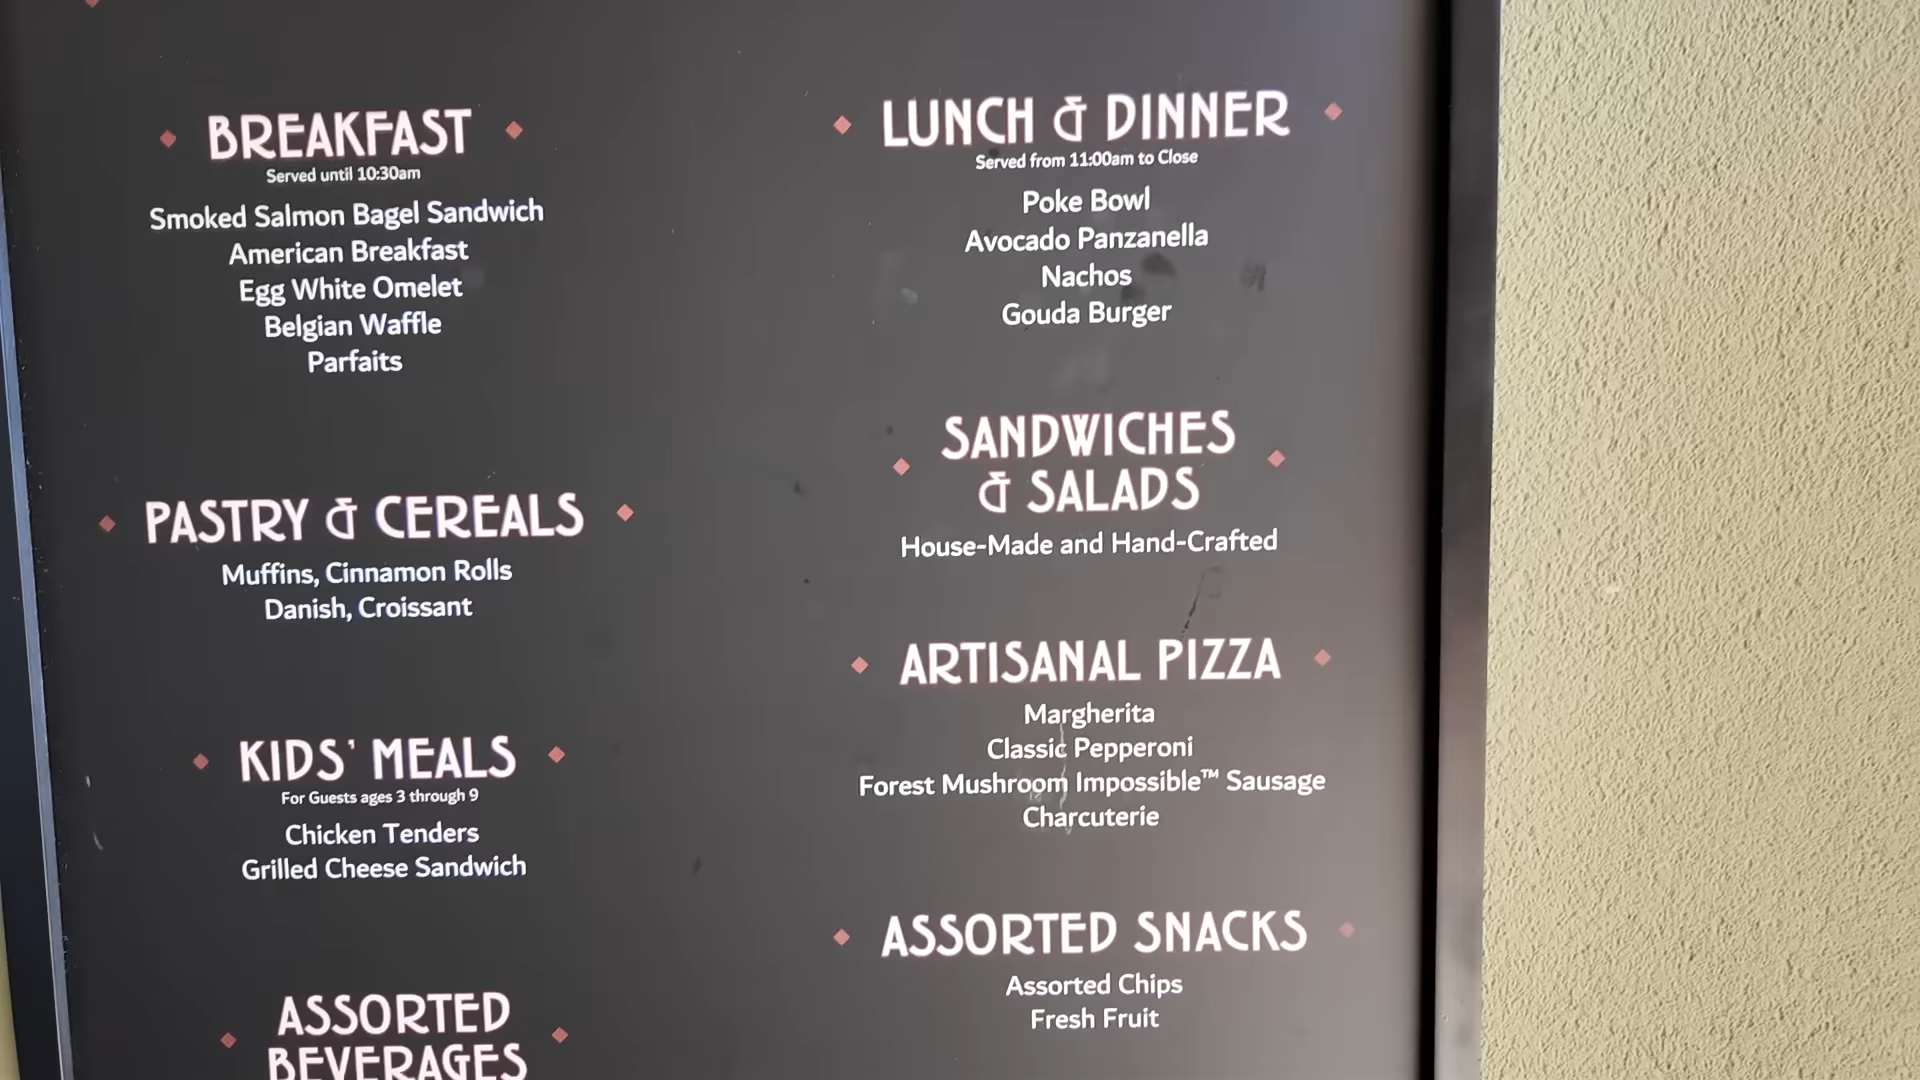 BREAKFAST
Served until 10:30am
Smoked Salmon Bagel Sandwich
American Breakfast
Egg White Omelet
Belgian Waffle
Parfaits
PASTRY & CEREALS
Muffins, Cinnamon Rolls
Danish, Croissant
KIDS' MEALS
For Guests ages 3 through 9
Chicken Tenders
Grilled Cheese Sandwich
ASSORTED
BEVERAGES
LUNCH & DINNER
Served from 11:00am to Close
Poke Bowl
Avocado Panzanella
Nachos
Gouda Burger
SANDWICHES
& SALADS
House-Made and Hand-Crafted
ARTISANAL PIZZA
Margherita
Classic Pepperoni
Forest Mushroom Impossible™ Sausage
Charcuterie
ASSORTED SNACKS
Assorted Chips
Fresh Fruit